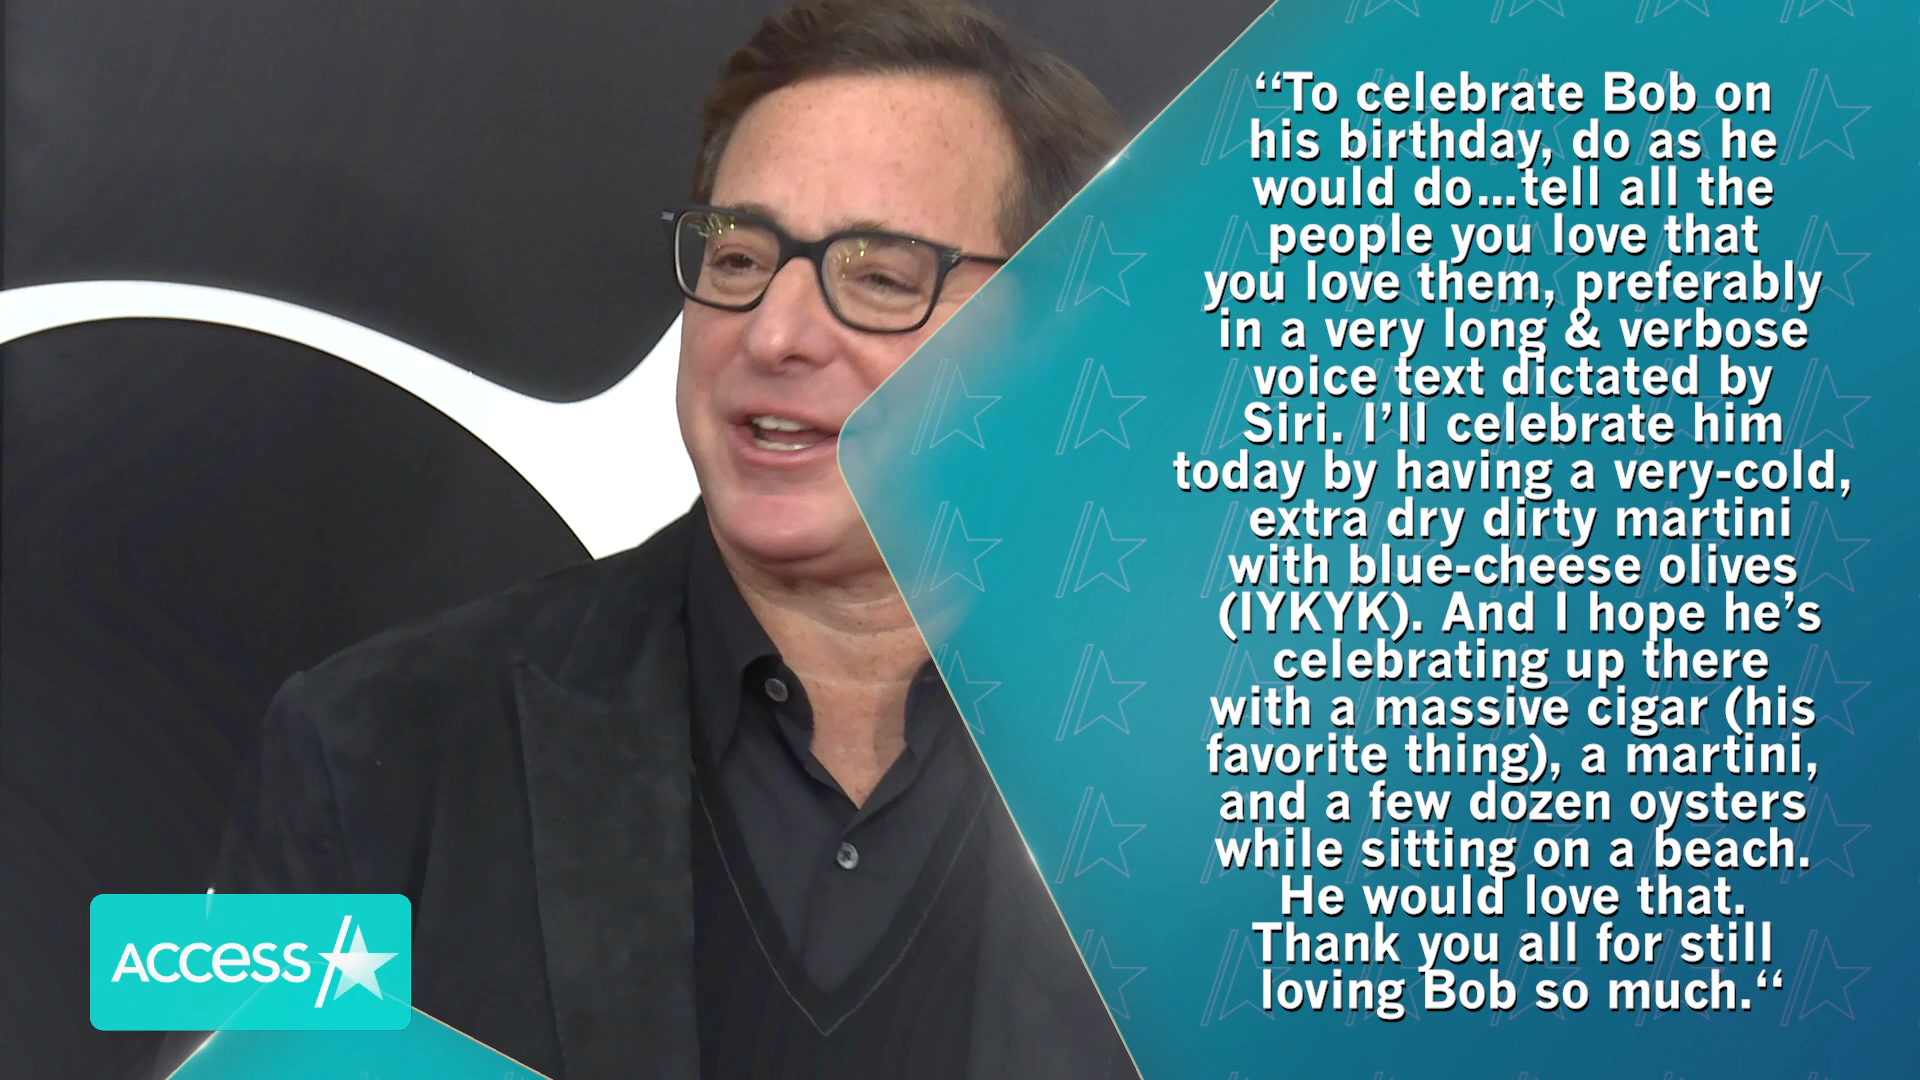 “To celebrate Bob on
his birthday, do as he
would do...tell all the
people you love that
you love them, preferably
in a very long & verbose
voice text dictated by
Siri. I’ll celebrate him
today by having a very-cold,
extra dry dirty martini
with blue-cheese olives
(IYKYK). And I hope he’s
celebrating up there
with a massive cigar (his
favorite thing), a martini,
and a few dozen oysters
while sitting on a beach.
He would love that.
Thank you all for still
loving Bob so much.“
ACCESS